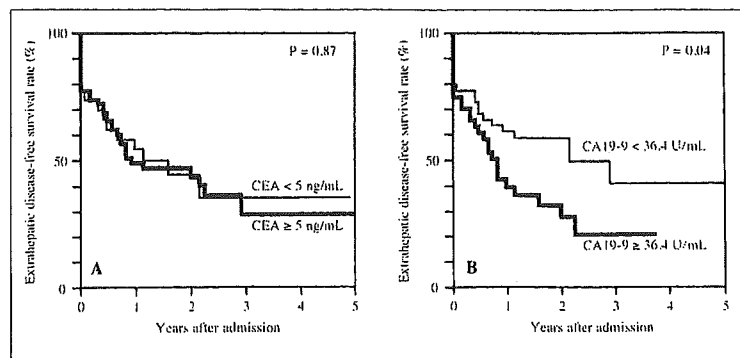 Extrahepatic disease-free survival rate (%)
100
50
0
P = 0.87
CEA < 5 ng/mL
CEA ≥ 5 ng/mL
A
0 1 2 3 4 5
Years after admission
Extrahepatic disease-free survival rate (%)
100
50
0
P = 0.04
CA19-9 < 36.4 U/mL
CA19-9 ≥ 36.4 U/mL
B
0 1 2 3 4 5
Years after admission